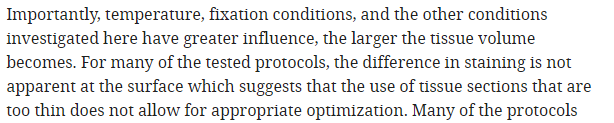 Importantly, temperature, fixation conditions, and the other conditions
investigated here have greater influence, the larger the tissue volume
becomes. For many of the tested protocols, the difference in staining is not
apparent at the surface which suggests that the use of tissue sections that are
too thin does not allow for appropriate optimization. Many of the protocols